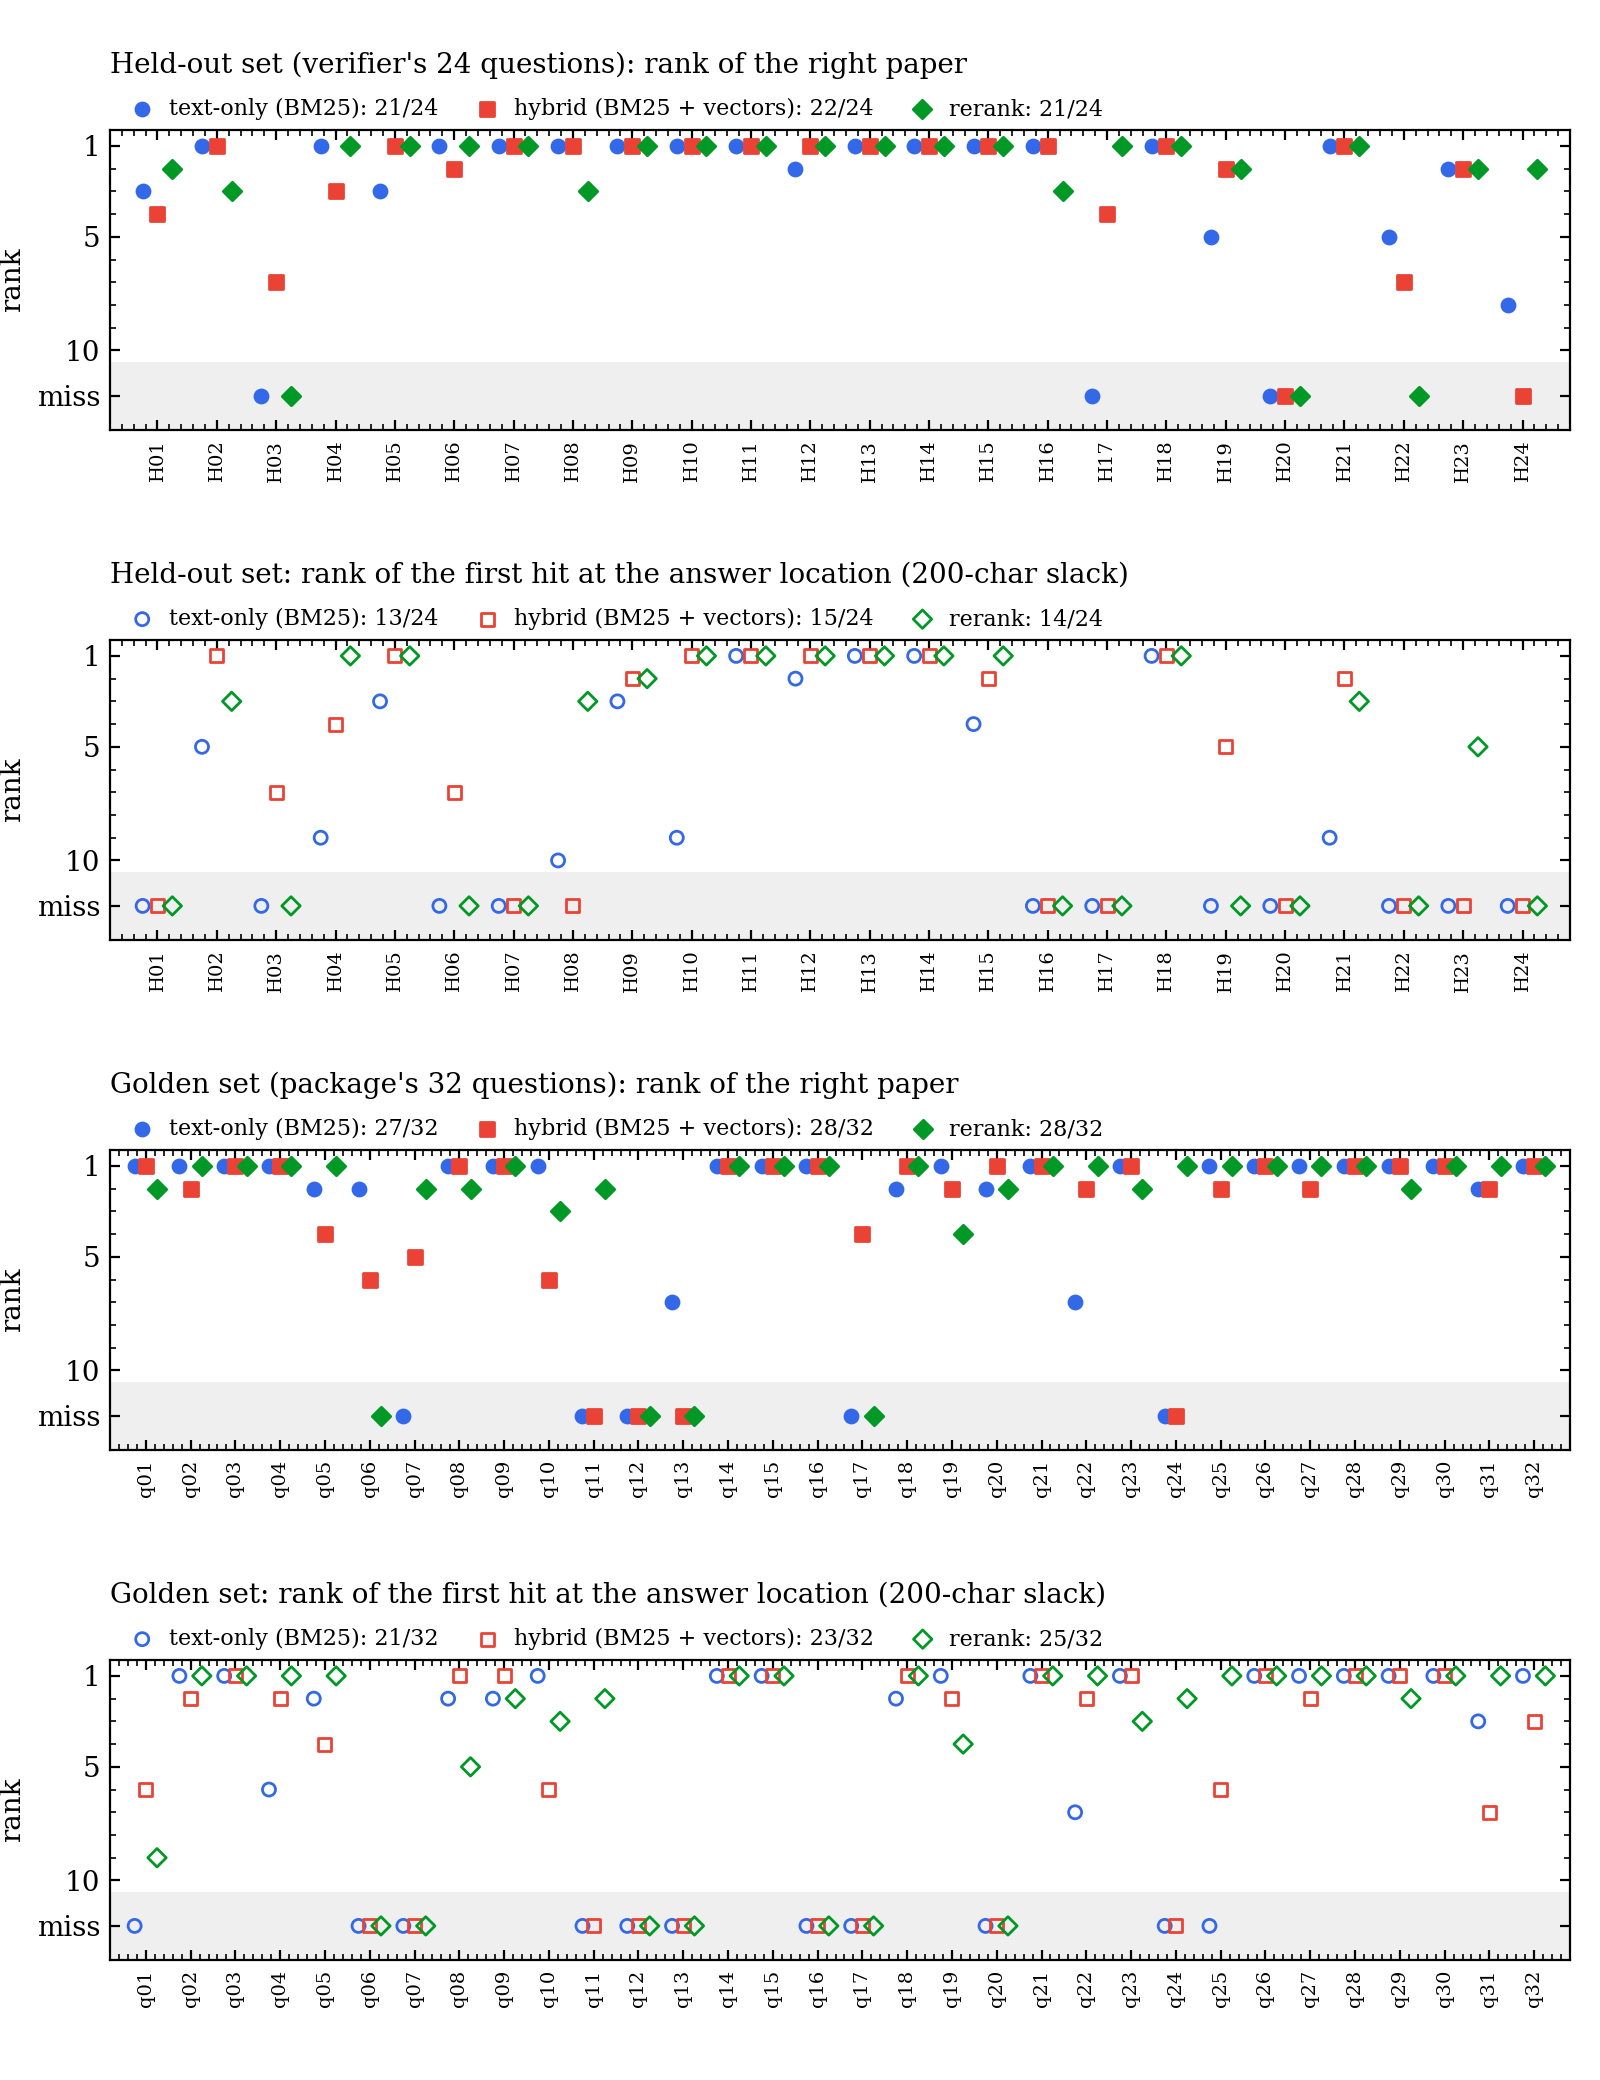 Held-out set (verifier's 24 questions): rank of the right paper
text-only (BM25): 21/24 hybrid (BM25 + vectors): 22/24 rerank: 21/24
1
5
10
miss
rank
H01 H02 H03 H04 H05 H06 H07 H08 H09 H10 H11 H12 H13 H14 H15 H16 H17 H18 H19 H20 H21 H22 H23 H24
Held-out set: rank of the first hit at the answer location (200-char slack)
text-only (BM25): 13/24 hybrid (BM25 + vectors): 15/24 rerank: 14/24
1
5
10
miss
rank
H01 H02 H03 H04 H05 H06 H07 H08 H09 H10 H11 H12 H13 H14 H15 H16 H17 H18 H19 H20 H21 H22 H23 H24
Golden set (package's 32 questions): rank of the right paper
text-only (BM25): 27/32 hybrid (BM25 + vectors): 28/32 rerank: 28/32
1
5
10
miss
rank
q01 q02 q03 q04 q05 q06 q07 q08 q09 q10 q11 q12 q13 q14 q15 q16 q17 q18 q19 q20 q21 q22 q23 q24 q25 q26 q27 q28 q29 q30 q31 q32
Golden set: rank of the first hit at the answer location (200-char slack)
text-only (BM25): 21/32 hybrid (BM25 + vectors): 23/32 rerank: 25/32
1
5
10
miss
rank
q01 q02 q03 q04 q05 q06 q07 q08 q09 q10 q11 q12 q13 q14 q15 q16 q17 q18 q19 q20 q21 q22 q23 q24 q25 q26 q27 q28 q29 q30 q31 q32